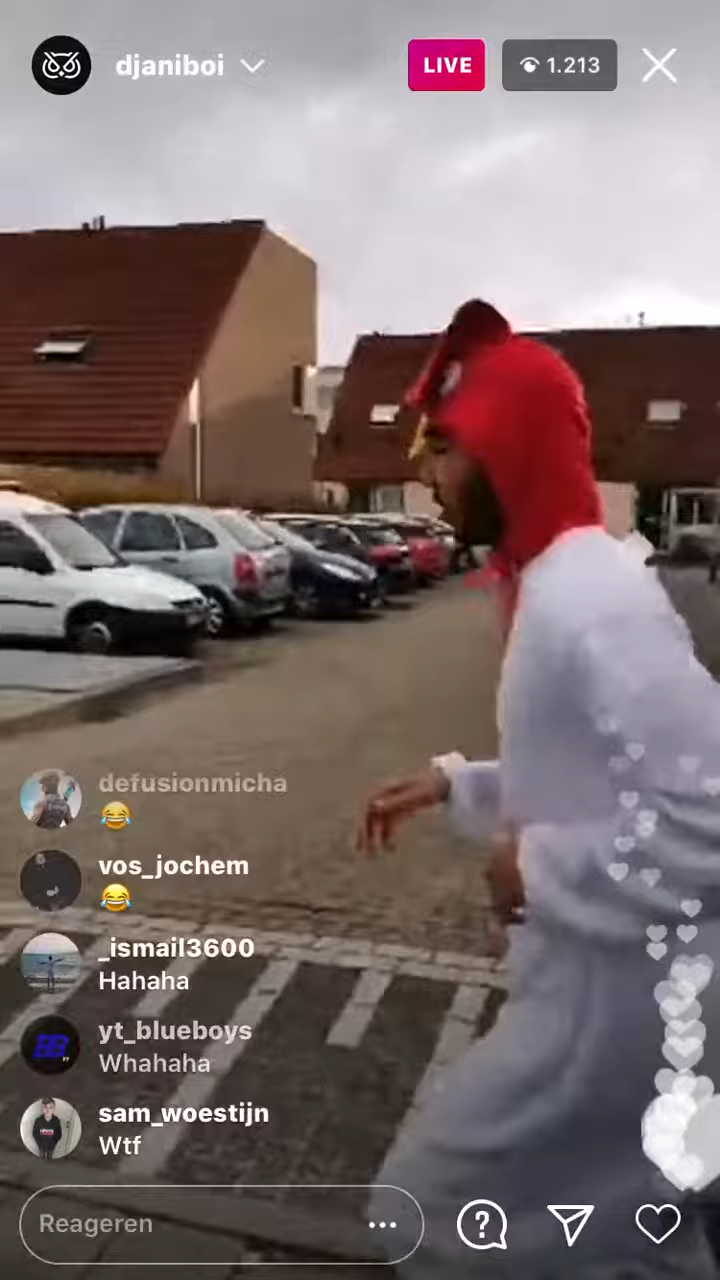 djaniboi
LIVE
1.213
defusionmicha
😂
vos_jochem
😂
_ismail3600
Hahaha
yt_blueboys
Whahaha
sam_woestijn
Wtf
Reageren